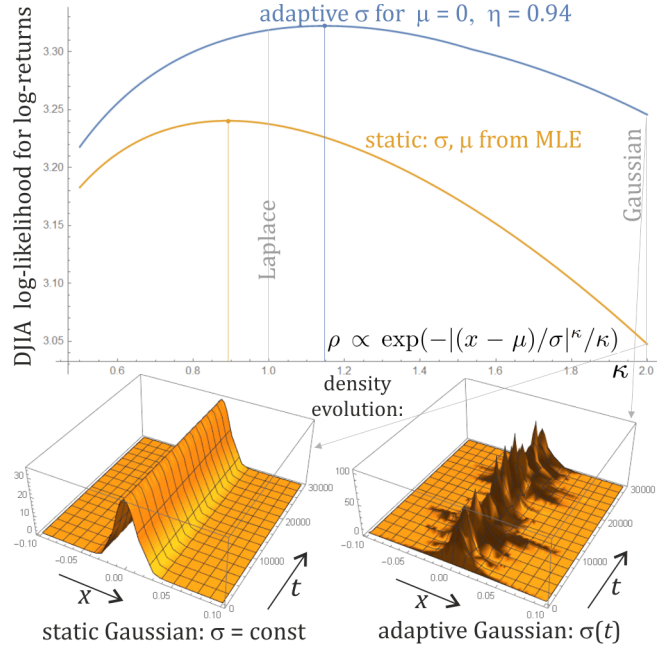 adaptive σ for μ = 0, η = 0.94
3.30
3.25
3.20
3.15
3.10
3.05
DJIA log-likelihood for log-returns
static: σ, μ from MLE
Laplace
Gaussian
ρ ∝ exp(−|(x − μ)/σ|^κ/κ)
0.6
0.8
1.0
1.2
1.4
1.6
1.8
2.0
κ
density
evolution:
30
20
10
0
−0.10
−0.05
0.00
0.05
0.10
0
10000
20000
30000
x
t
static Gaussian: σ = const
100
50
0
−0.10
−0.05
0.00
0.05
0.10
0
10000
20000
30000
x
t
adaptive Gaussian: σ(t)